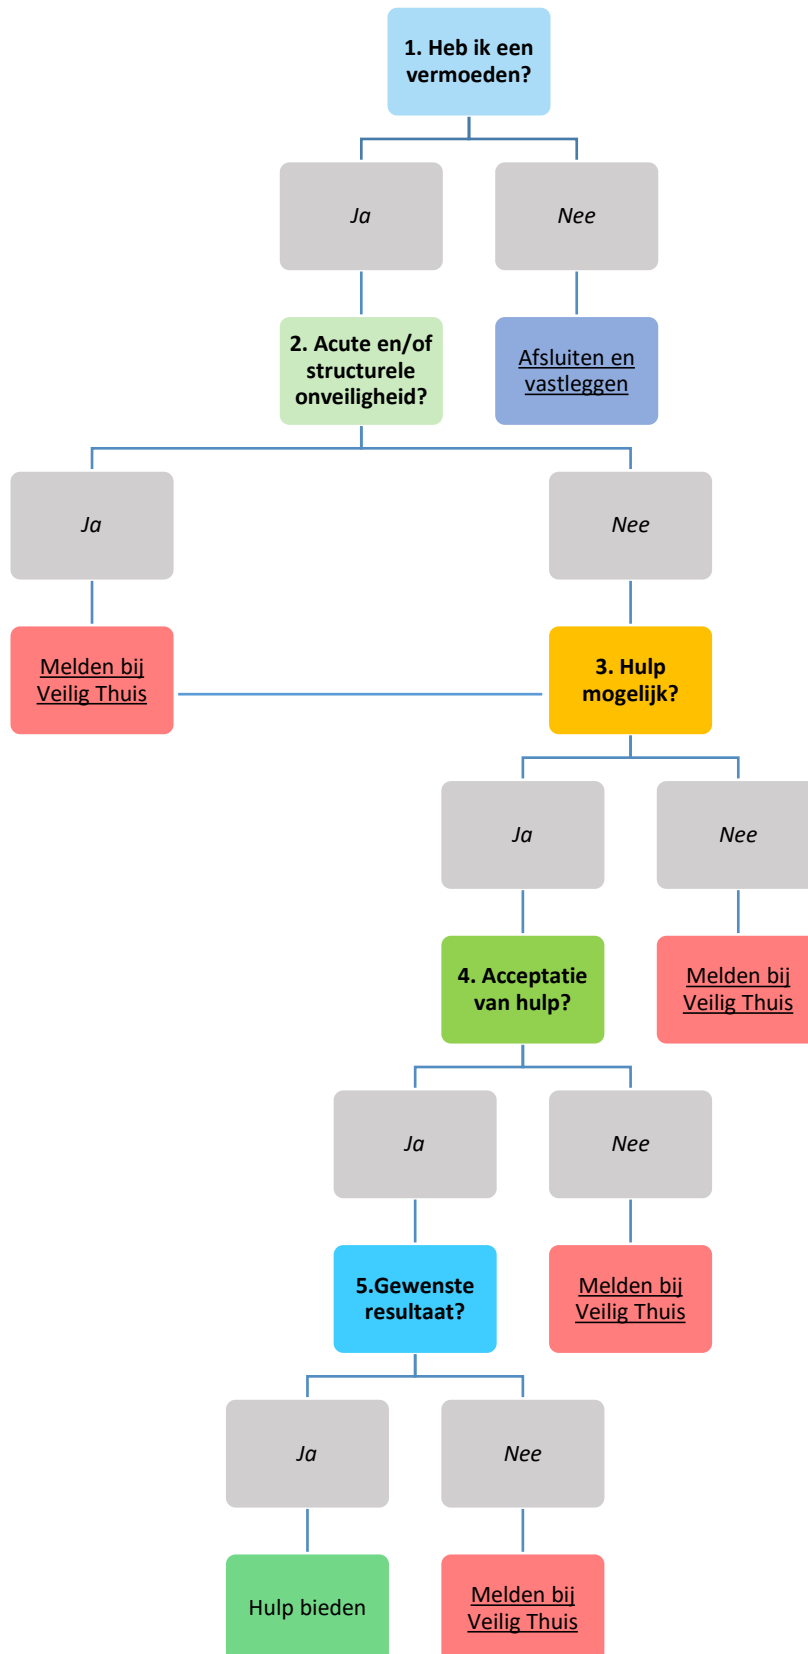 1. Heb ik een
vermoeden?
Ja
Nee
2. Acute en/of
structurele
onveiligheid?
Afsluiten en
vastleggen
Ja
Nee
Melden bij
Veilig Thuis
3. Hulp
mogelijk?
Ja
Nee
4. Acceptatie
van hulp?
Melden bij
Veilig Thuis
Ja
Nee
5.Gewenste
resultaat?
Melden bij
Veilig Thuis
Ja
Nee
Hulp bieden
Melden bij
Veilig Thuis